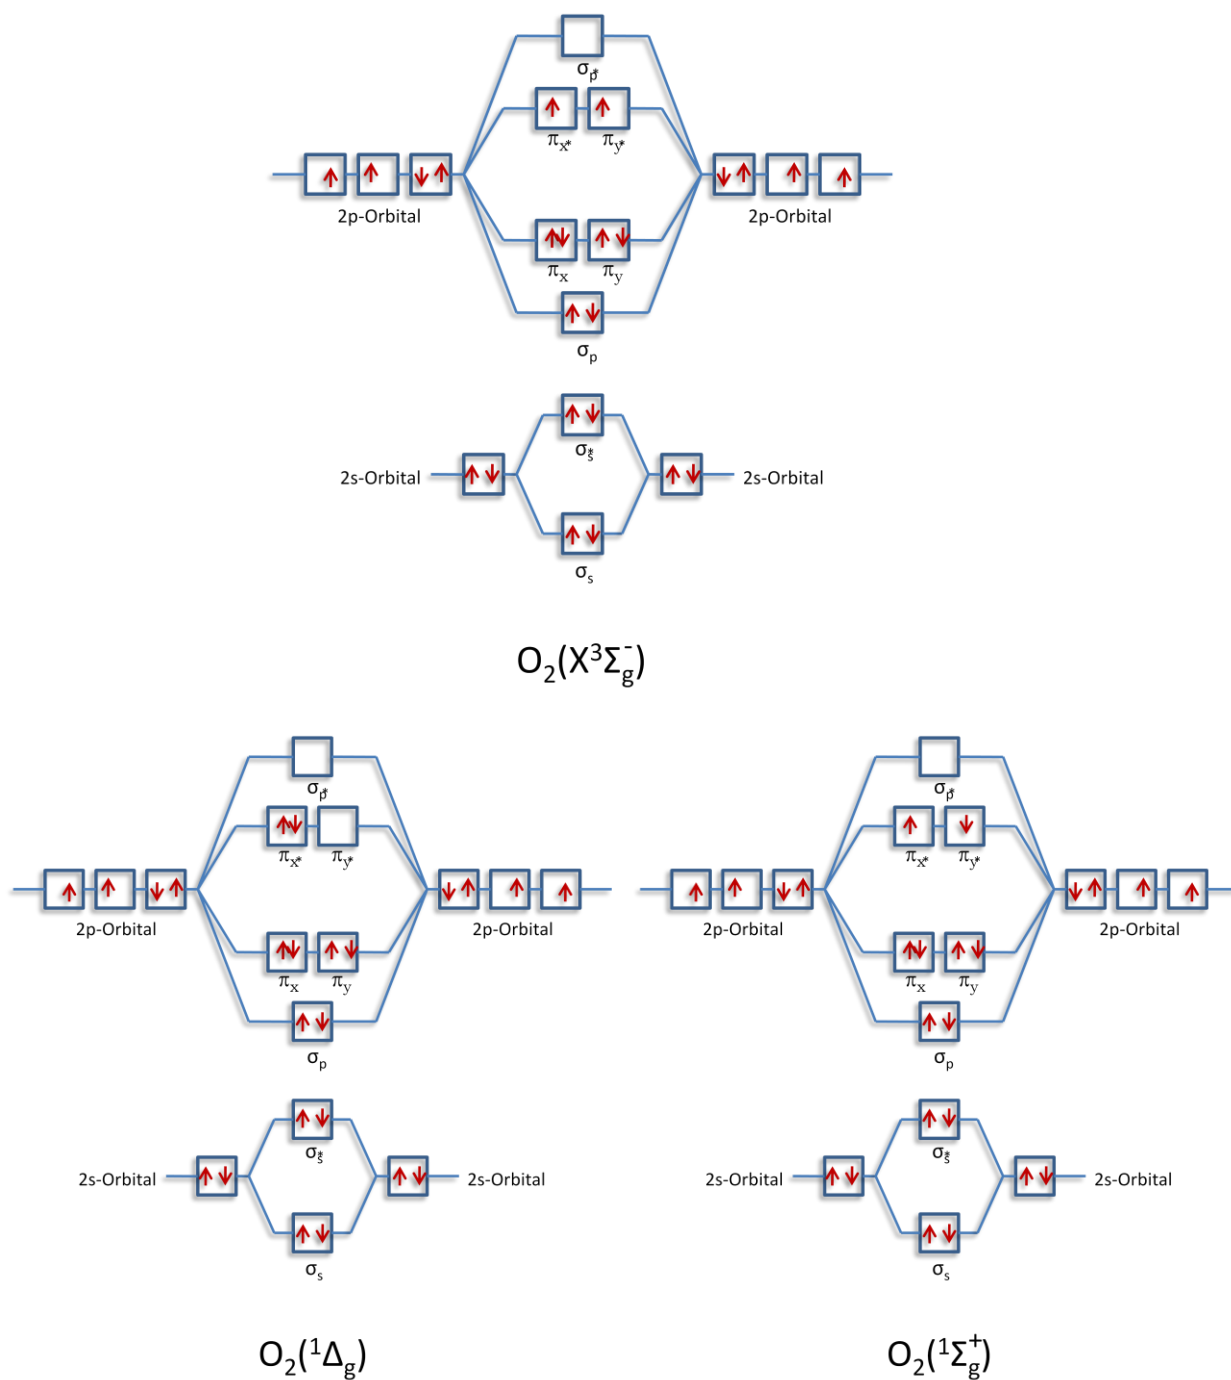 σp*
πx* πy*
2p-Orbital 2p-Orbital
πx πy
σp
σs*
2s-Orbital 2s-Orbital
σs
O₂(X³Σg⁻)
σp* σp*
πx* πy* πx* πy*
2p-Orbital 2p-Orbital 2p-Orbital 2p-Orbital
πx πy πx πy
σp σp
σs* σs*
2s-Orbital 2s-Orbital 2s-Orbital 2s-Orbital
σs σs
O₂(¹Δg) O₂(¹Σg⁺)